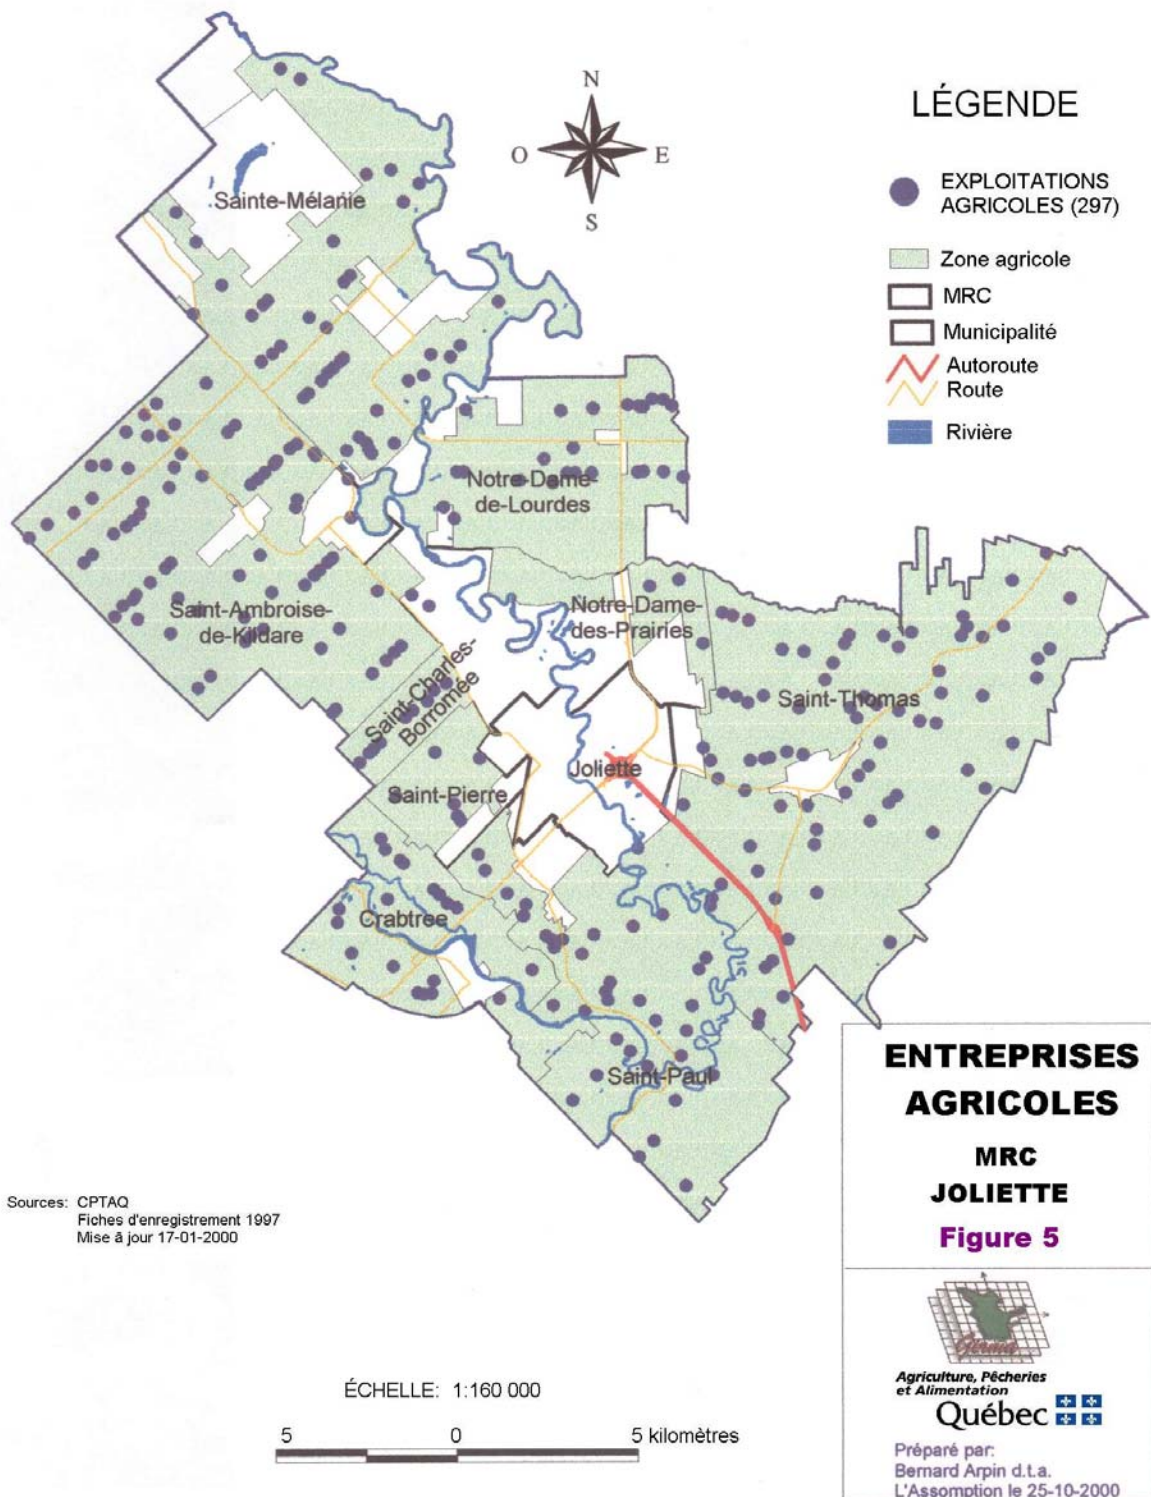 N
O
E
S
LÉGENDE
EXPLOITATIONS
AGRICOLES (297)
Zone agricole
MRC
Municipalité
Autoroute
Route
Rivière
Sainte-Mélanie
Notre-Dame-
de-Lourdes
Saint-Ambroise-
de-Kildare
Notre-Dame-
des-Prairies
Saint-Charles-
Borromée
Saint-Thomas
Joliette
Saint-Pierre
Crabtree
Saint-Paul
Sources: CPTAQ
Fiches d'enregistrement 1997
Mise à jour 17-01-2000
ENTREPRISES
AGRICOLES
MRC
JOLIETTE
Figure 5
Agriculture, Pêcheries
et Alimentation
Québec
Préparé par:
Bernard Arpin d.t.a.
L'Assomption le 25-10-2000
ÉCHELLE: 1:160 000
5 0 5 kilomètres